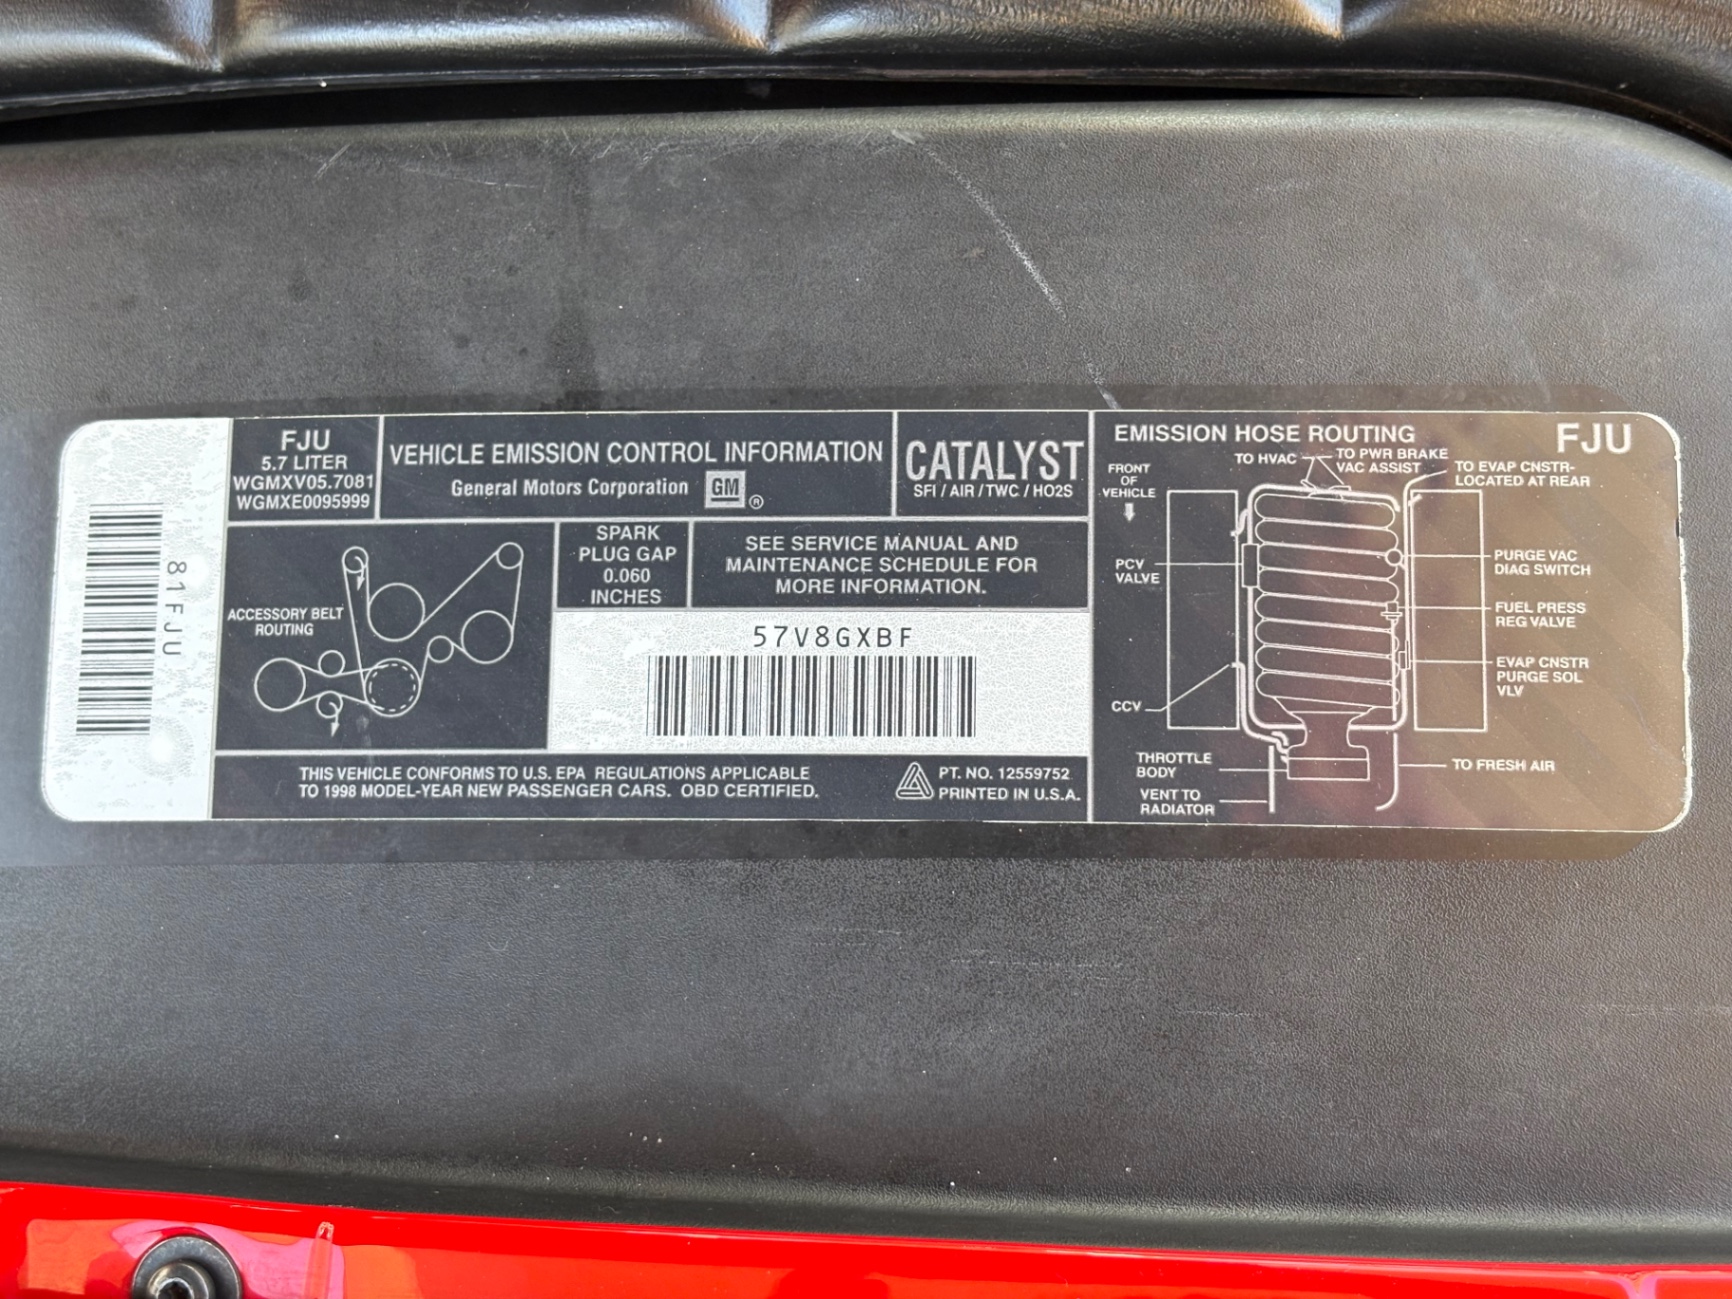 81FJU
FJU
5.7 LITER
WGMXV05.7081
WGMXE0095999
VEHICLE EMISSION CONTROL INFORMATION
General Motors Corporation GM ®
CATALYST
SFI / AIR / TWC / HO2S
ACCESSORY BELT
ROUTING
SPARK
PLUG GAP
0.060
INCHES
SEE SERVICE MANUAL AND
MAINTENANCE SCHEDULE FOR
MORE INFORMATION.
57V8GXBF
THIS VEHICLE CONFORMS TO U.S. EPA REGULATIONS APPLICABLE
TO 1998 MODEL-YEAR NEW PASSENGER CARS. OBD CERTIFIED.
PT. NO. 12559752
PRINTED IN U.S.A.
EMISSION HOSE ROUTING
FJU
FRONT
OF
VEHICLE
TO HVAC
TO PWR BRAKE
VAC ASSIST
TO EVAP CNSTR-
LOCATED AT REAR
PCV
VALVE
PURGE VAC
DIAG SWITCH
FUEL PRESS
REG VALVE
EVAP CNSTR
PURGE SOL
VLV
CCV
THROTTLE
BODY
TO FRESH AIR
VENT TO
RADIATOR